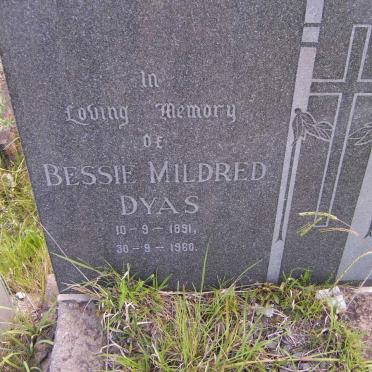 In
Loving Memory
OF
BESSIE MILDRED
DYAS
10-9-1891.
30-9-1960.